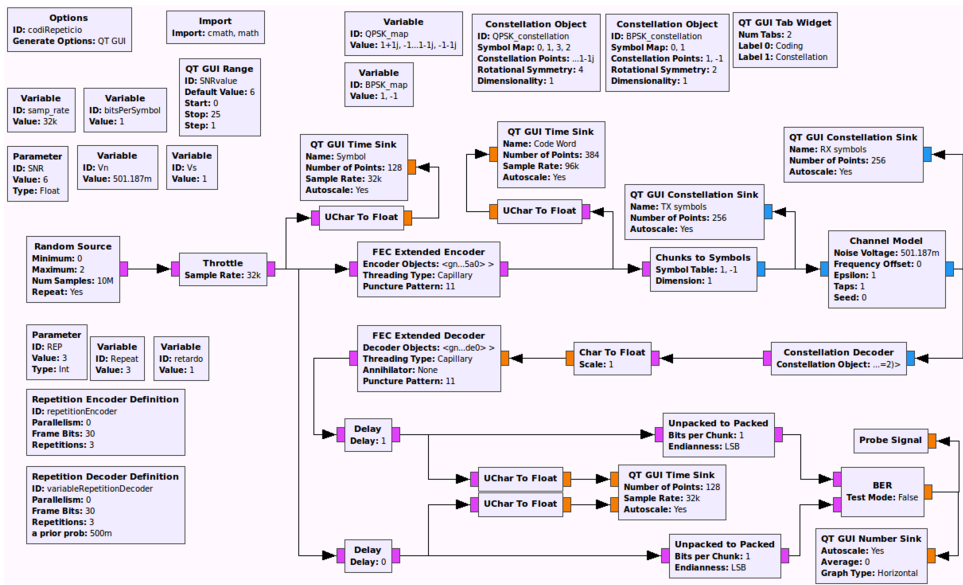 Options
ID: codiRepeticio
Generate Options: QT GUI
Import
Import: cmath, math
Variable
ID: QPSK_map
Value: 1+1j, -1...1-1j, -1-1j
Constellation Object
ID: QPSK_constellation
Symbol Map: 0, 1, 3, 2
Constellation Points: ...1-1j
Rotational Symmetry: 4
Dimensionality: 1
Constellation Object
ID: BPSK_constellation
Symbol Map: 0, 1
Constellation Points: 1, -1
Rotational Symmetry: 2
Dimensionality: 1
QT GUI Tab Widget
Num Tabs: 2
Label 0: Coding
Label 1: Constellation
Variable
ID: samp_rate
Value: 32k
Variable
ID: bitsPerSymbol
Value: 1
QT GUI Range
ID: SNRvalue
Default Value: 6
Start: 0
Stop: 25
Step: 1
Variable
ID: BPSK_map
Value: 1, -1
Parameter
ID: SNR
Value: 6
Type: Float
Variable
ID: Vn
Value: 501.187m
Variable
ID: Vs
Value: 1
QT GUI Time Sink
Name: Symbol
Number of Points: 128
Sample Rate: 32k
Autoscale: Yes
QT GUI Time Sink
Name: Code Word
Number of Points: 384
Sample Rate: 96k
Autoscale: Yes
QT GUI Constellation Sink
Name: RX symbols
Number of Points: 256
Autoscale: Yes
UChar To Float
UChar To Float
QT GUI Constellation Sink
Name: TX symbols
Number of Points: 256
Autoscale: Yes
Random Source
Minimum: 0
Maximum: 2
Num Samples: 10M
Repeat: Yes
Throttle
Sample Rate: 32k
FEC Extended Encoder
Encoder Objects: <gn...5a0> >
Threading Type: Capillary
Puncture Pattern: 11
Chunks to Symbols
Symbol Table: 1, -1
Dimension: 1
Channel Model
Noise Voltage: 501.187m
Frequency Offset: 0
Epsilon: 1
Taps: 1
Seed: 0
Parameter
ID: REP
Value: 3
Type: Int
Variable
ID: Repeat
Value: 3
Variable
ID: retardo
Value: 1
FEC Extended Decoder
Decoder Objects: <gn...de0> >
Threading Type: Capillary
Annihilator: None
Puncture Pattern: 11
Char To Float
Scale: 1
Constellation Decoder
Constellation Object: ...=2)>
Repetition Encoder Definition
ID: repetitionEncoder
Parallelism: 0
Frame Bits: 30
Repetitions: 3
Delay
Delay: 1
Unpacked to Packed
Bits per Chunk: 1
Endianness: LSB
Probe Signal
Repetition Decoder Definition
ID: variableRepetitionDecoder
Parallelism: 0
Frame Bits: 30
Repetitions: 3
a prior prob: 500m
UChar To Float
UChar To Float
QT GUI Time Sink
Number of Points: 128
Sample Rate: 32k
Autoscale: Yes
BER
Test Mode: False
Delay
Delay: 0
Unpacked to Packed
Bits per Chunk: 1
Endianness: LSB
QT GUI Number Sink
Autoscale: Yes
Average: 0
Graph Type: Horizontal